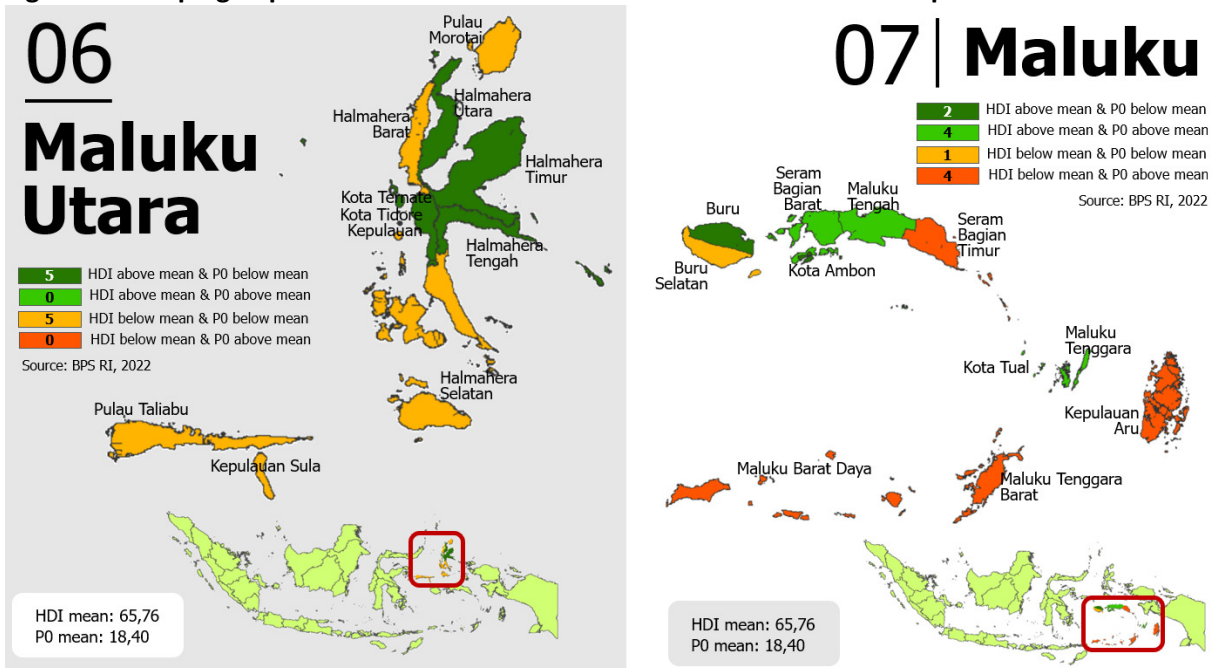 06
Maluku
Utara
5 HDI above mean & P0 below mean
0 HDI above mean & P0 above mean
5 HDI below mean & P0 below mean
0 HDI below mean & P0 above mean
Source: BPS RI, 2022
Pulau
Morotai
Halmahera
Utara
Halmahera
Barat
Halmahera
Timur
Kota Ternate
Kota Tidore
Kepulauan
Halmahera
Tengah
Halmahera
Selatan
Pulau Taliabu
Kepulauan Sula
HDI mean: 65,76
P0 mean: 18,40
07 | Maluku
2 HDI above mean & P0 below mean
4 HDI above mean & P0 above mean
1 HDI below mean & P0 below mean
4 HDI below mean & P0 above mean
Source: BPS RI, 2022
Buru
Seram
Bagian
Barat
Maluku
Tengah
Seram
Bagian
Timur
Buru
Selatan
Kota Ambon
Maluku
Tenggara
Kota Tual
Kepulauan
Aru
Maluku Barat Daya
Maluku Tenggara
Barat
HDI mean: 65,76
P0 mean: 18,40